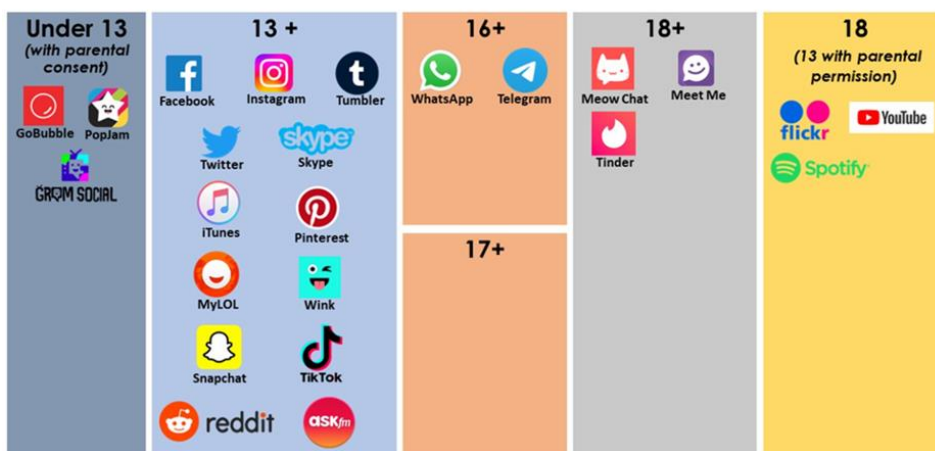 Under 13
(with parental
consent)
GoBubble
PopJam
GROM SOCIAL
13 +
Facebook
Instagram
Tumbler
Twitter
skype
Skype
iTunes
Pinterest
MyLOL
Wink
Snapchat
TikTok
reddit
ASKfm
16+
WhatsApp
Telegram
17+
18+
Meow Chat
Meet Me
Tinder
18
(13 with parental
permission)
flickr
YouTube
Spotify